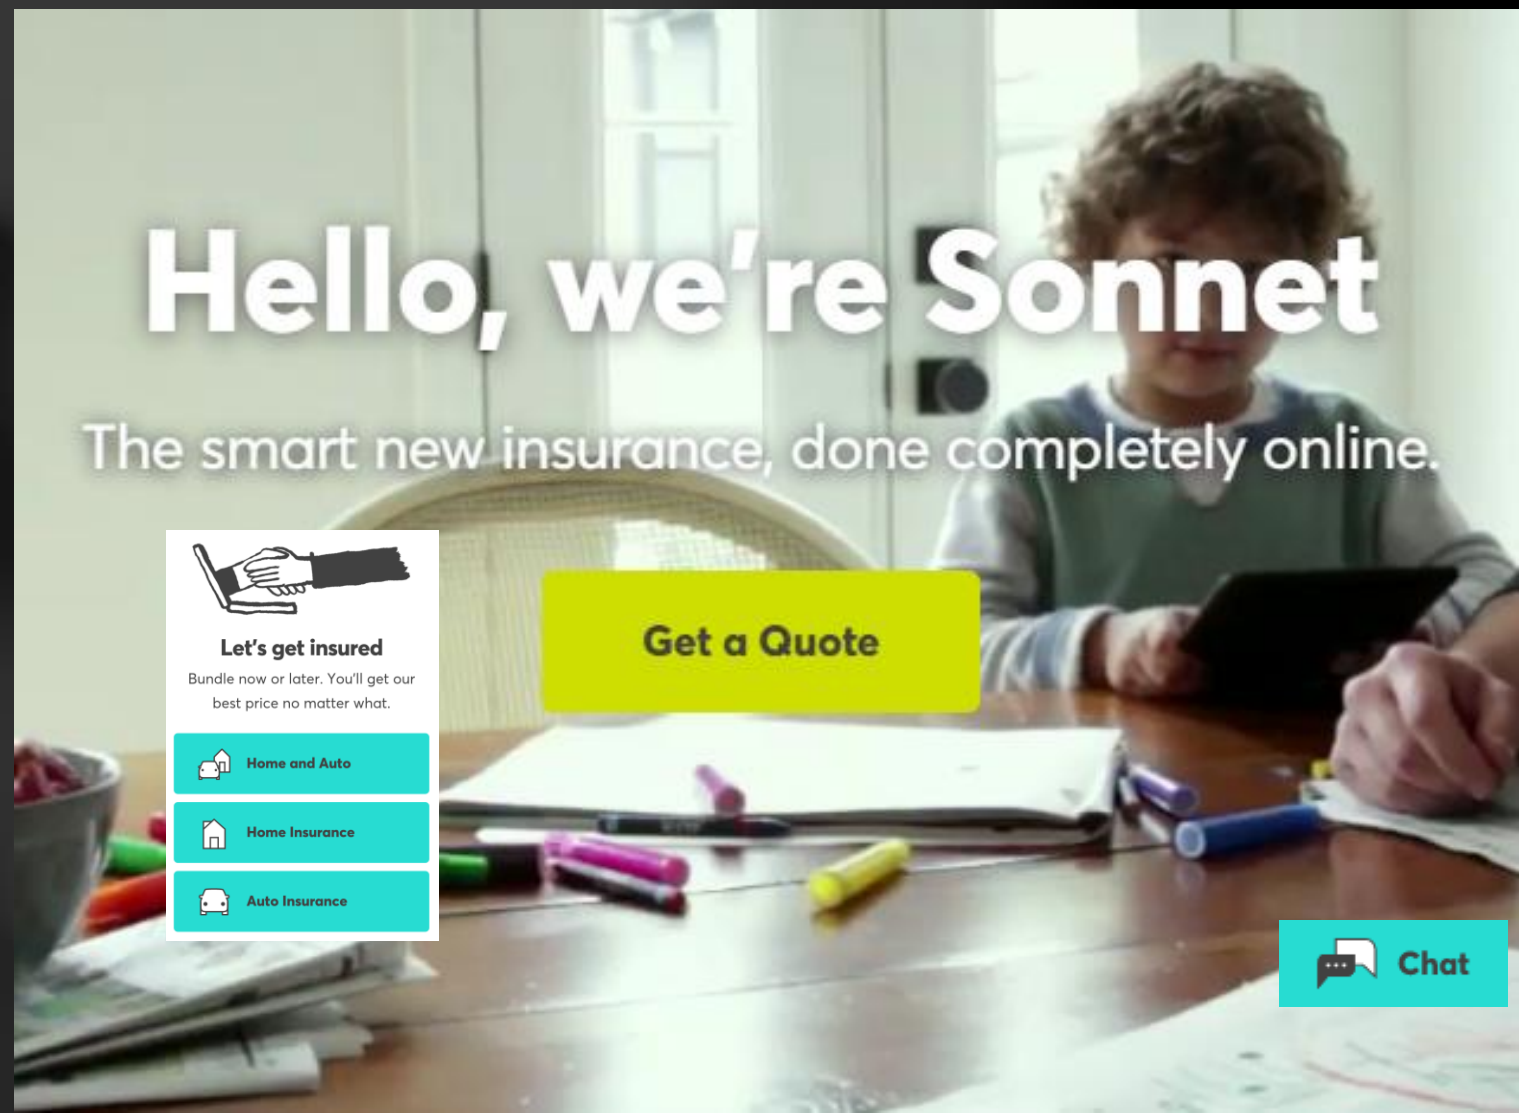 Hello, we're Sonnet
The smart new insurance, done completely online.
Let's get insured
Bundle now or later. You'll get our
best price no matter what.
Home and Auto
Home Insurance
Auto Insurance
Get a Quote
Chat